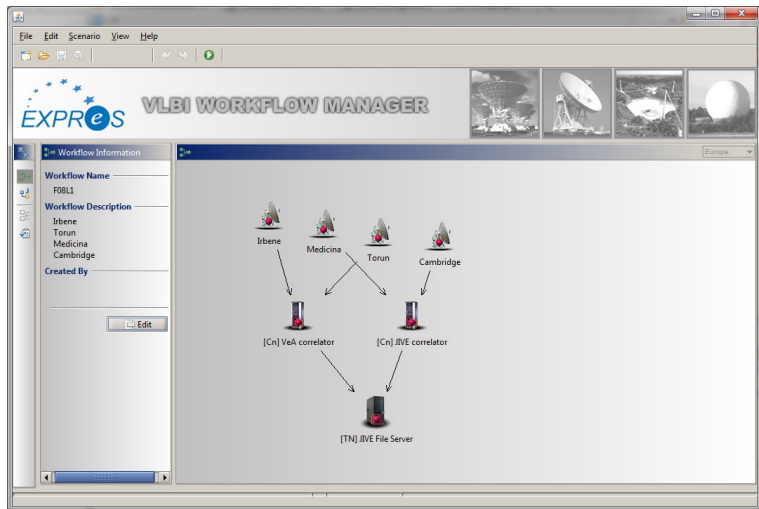 File Edit Scenario View Help
EXPReS
VLBI WORKFLOW MANAGER
Workflow Information
Europe
Workflow Name
F08L1
Workflow Description
Irbene
Torun
Medicina
Cambridge
Created By
Edit
Irbene
Medicina
Torun
Cambridge
[Cn] VeA correlator
[Cn] JIVE correlator
[TN] JIVE File Server